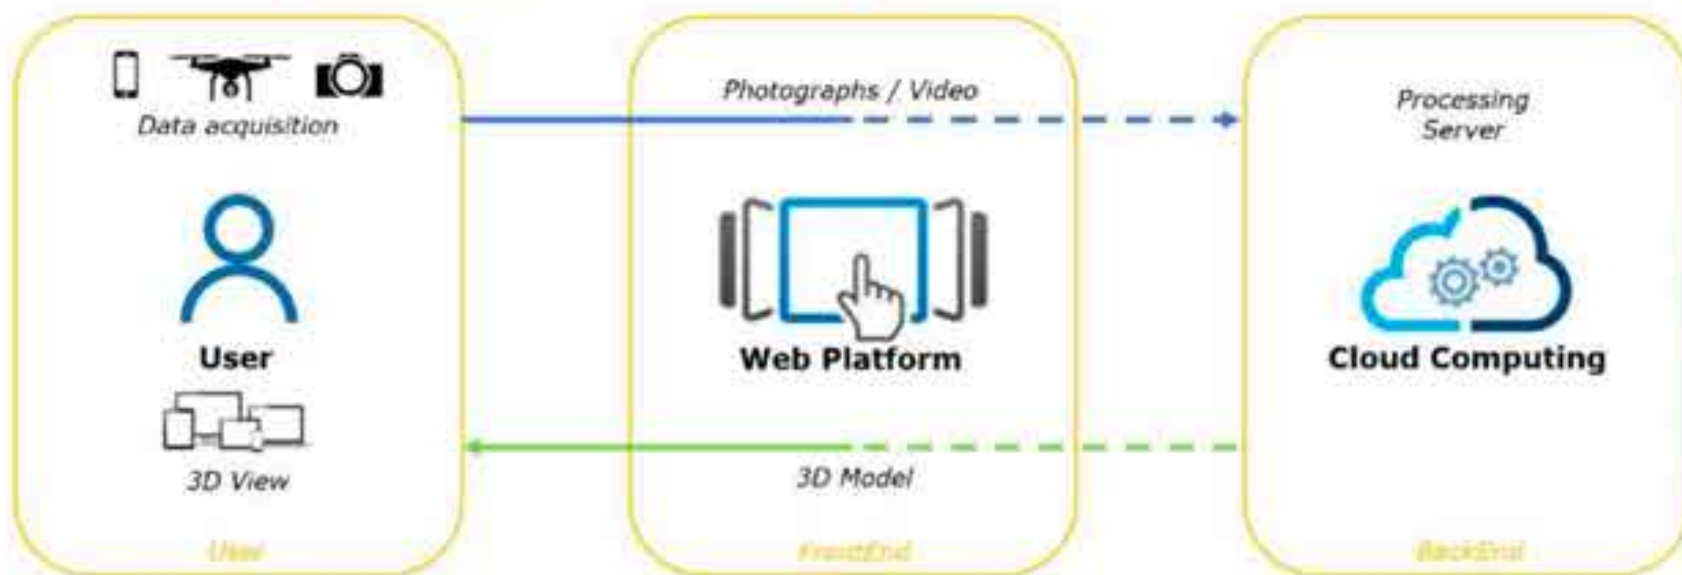 Data acquisition
User
3D View
User
Photographs / Video
Web Platform
3D Model
FrontEnd
Processing
Server
Cloud Computing
BackEnd